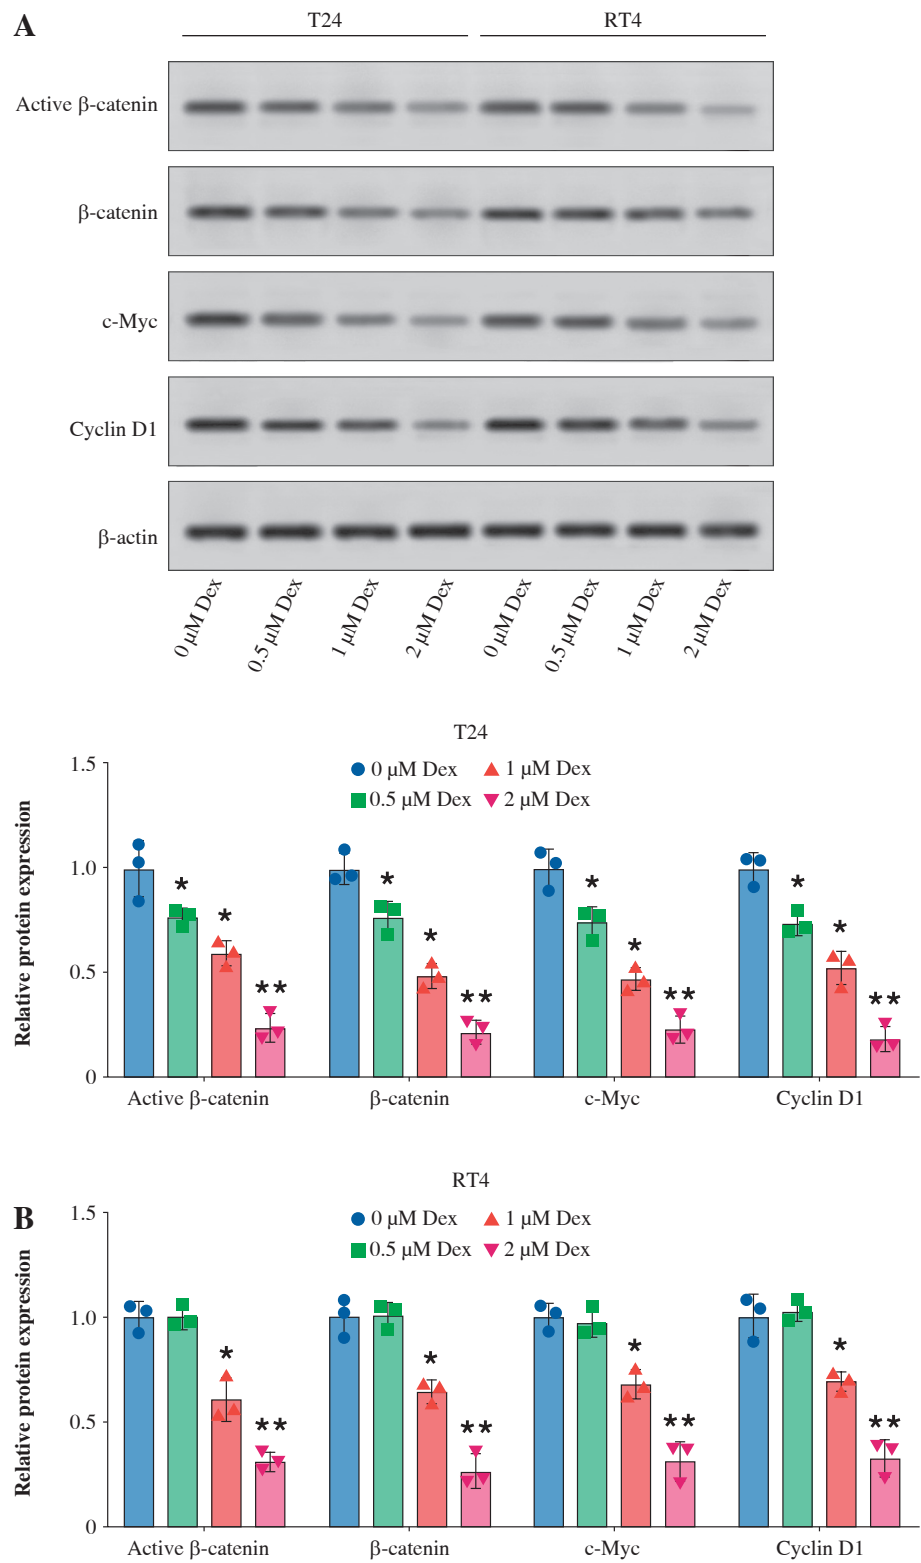 A
T24 RT4
Active β-catenin
β-catenin
c-Myc
Cyclin D1
β-actin
0 μM Dex 0.5 μM Dex 1 μM Dex 2 μM Dex 0 μM Dex 0.5 μM Dex 1 μM Dex 2 μM Dex
T24
0 μM Dex 1 μM Dex
0.5 μM Dex 2 μM Dex
Relative protein expression
1.5
1.0
0.5
0
* * **
* * **
* * **
* * **
Active β-catenin β-catenin c-Myc Cyclin D1
B
RT4
0 μM Dex 1 μM Dex
0.5 μM Dex 2 μM Dex
Relative protein expression
1.5
1.0
0.5
0
* **
* **
* **
* **
Active β-catenin β-catenin c-Myc Cyclin D1